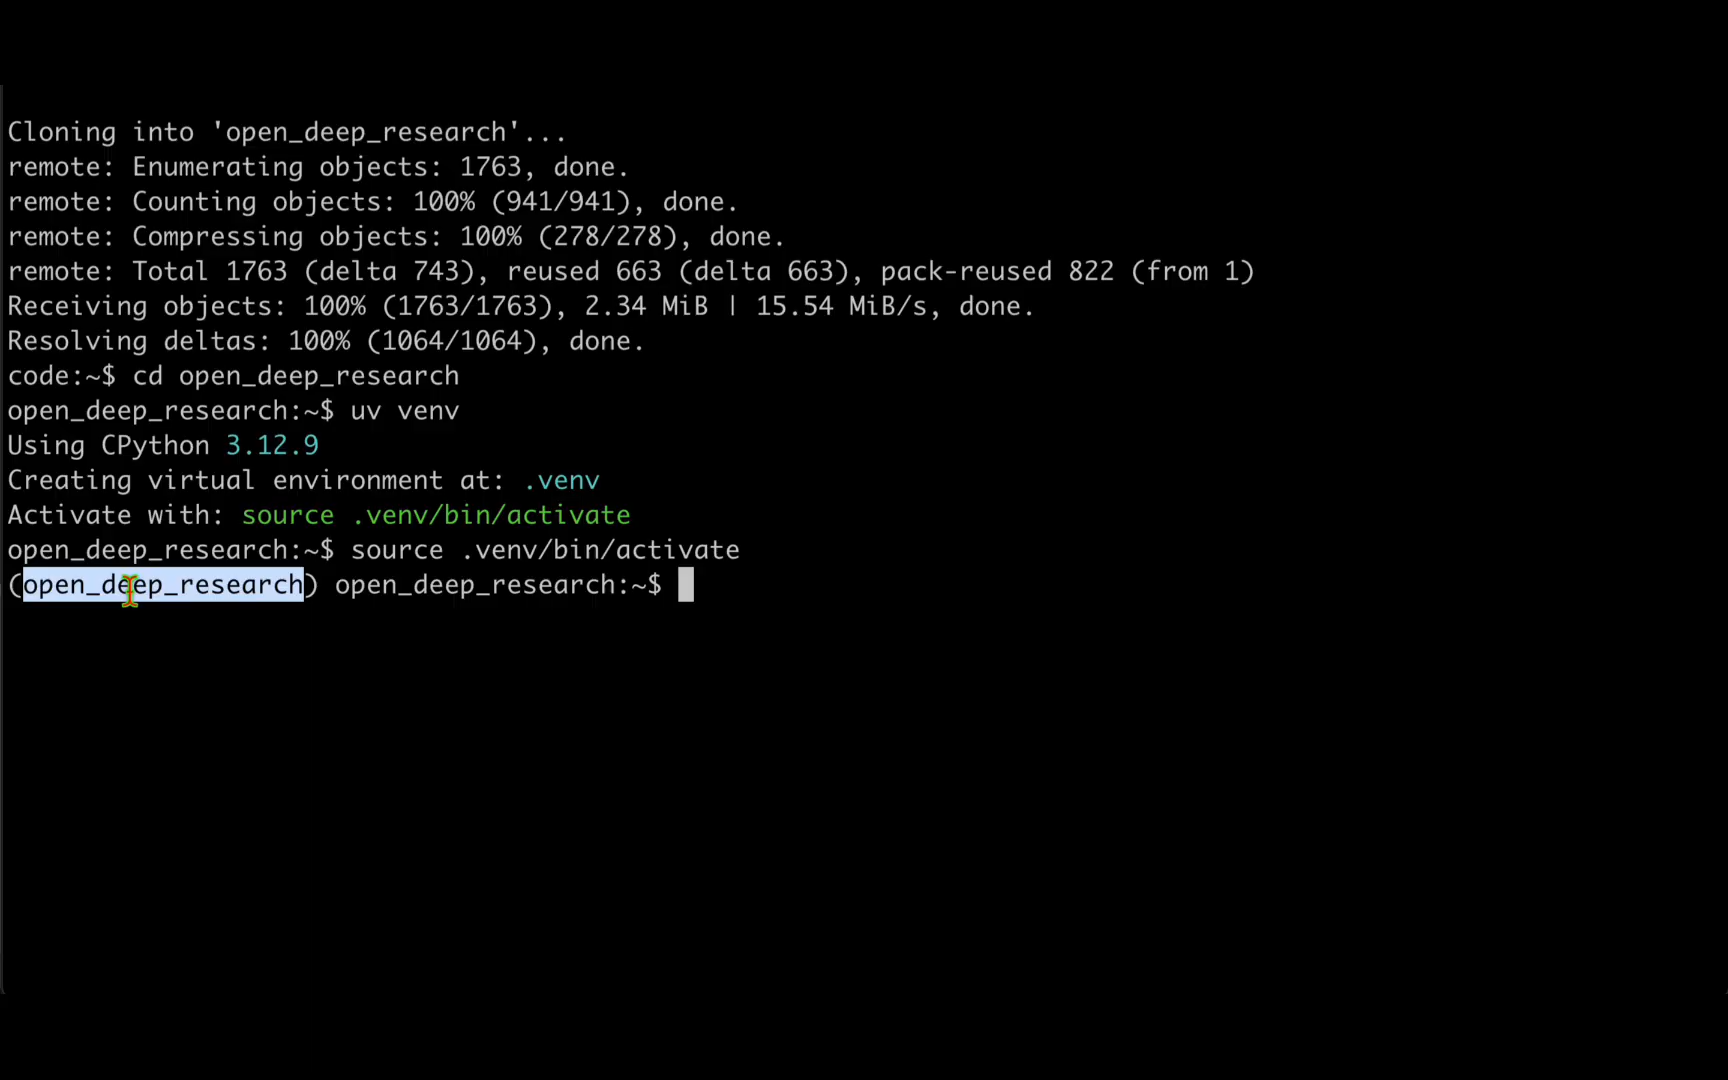 Cloning into 'open_deep_research'...
remote: Enumerating objects: 1763, done.
remote: Counting objects: 100% (941/941), done.
remote: Compressing objects: 100% (278/278), done.
remote: Total 1763 (delta 743), reused 663 (delta 663), pack-reused 822 (from 1)
Receiving objects: 100% (1763/1763), 2.34 MiB | 15.54 MiB/s, done.
Resolving deltas: 100% (1064/1064), done.
code:~$ cd open_deep_research
open_deep_research:~$ uv venv
Using CPython 3.12.9
Creating virtual environment at: .venv
Activate with: source .venv/bin/activate
open_deep_research:~$ source .venv/bin/activate
(open_deep_research) open_deep_research:~$